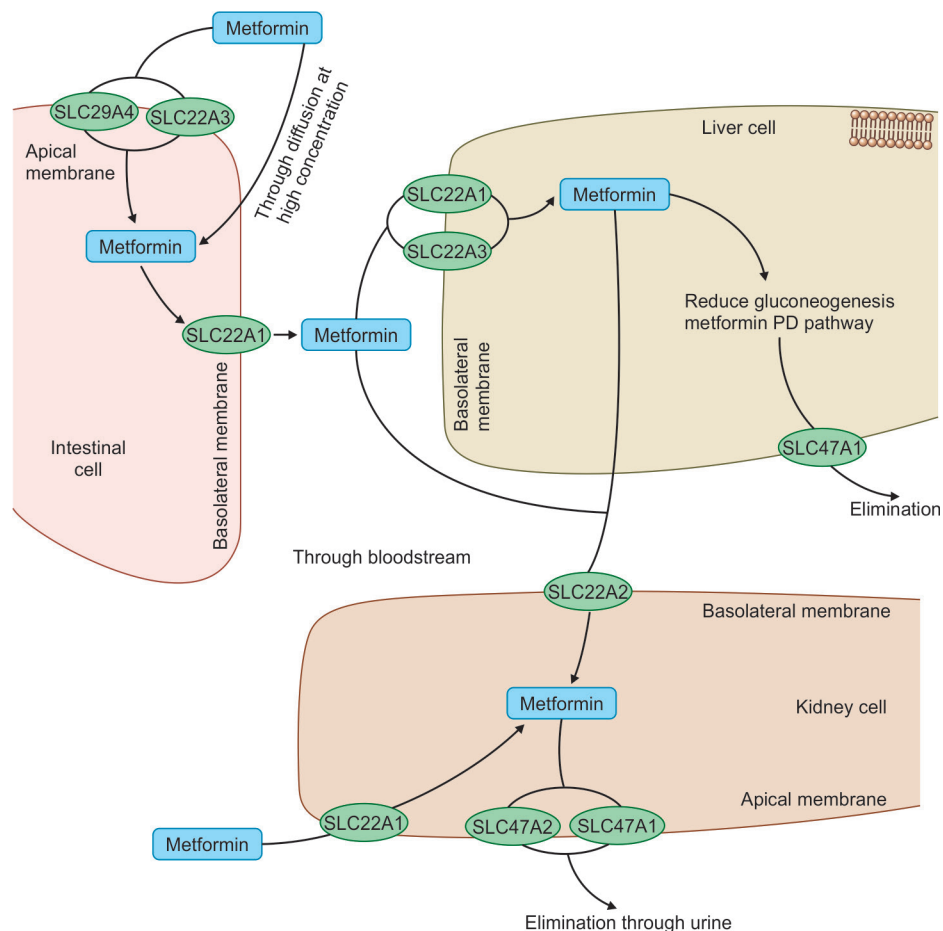 Metformin
SLC29A4
SLC22A3
Through diffusion at
high concentration
Apical
membrane
Metformin
SLC22A1
Basolateral membrane
Intestinal
cell
Metformin
Liver cell
SLC22A1
SLC22A3
Metformin
Reduce gluconeogenesis
metformin PD pathway
Basolateral
membrane
SLC47A1
Elimination
Through bloodstream
SLC22A2
Basolateral membrane
Metformin
Kidney cell
Apical membrane
SLC22A1
SLC47A2
SLC47A1
Metformin
Elimination through urine